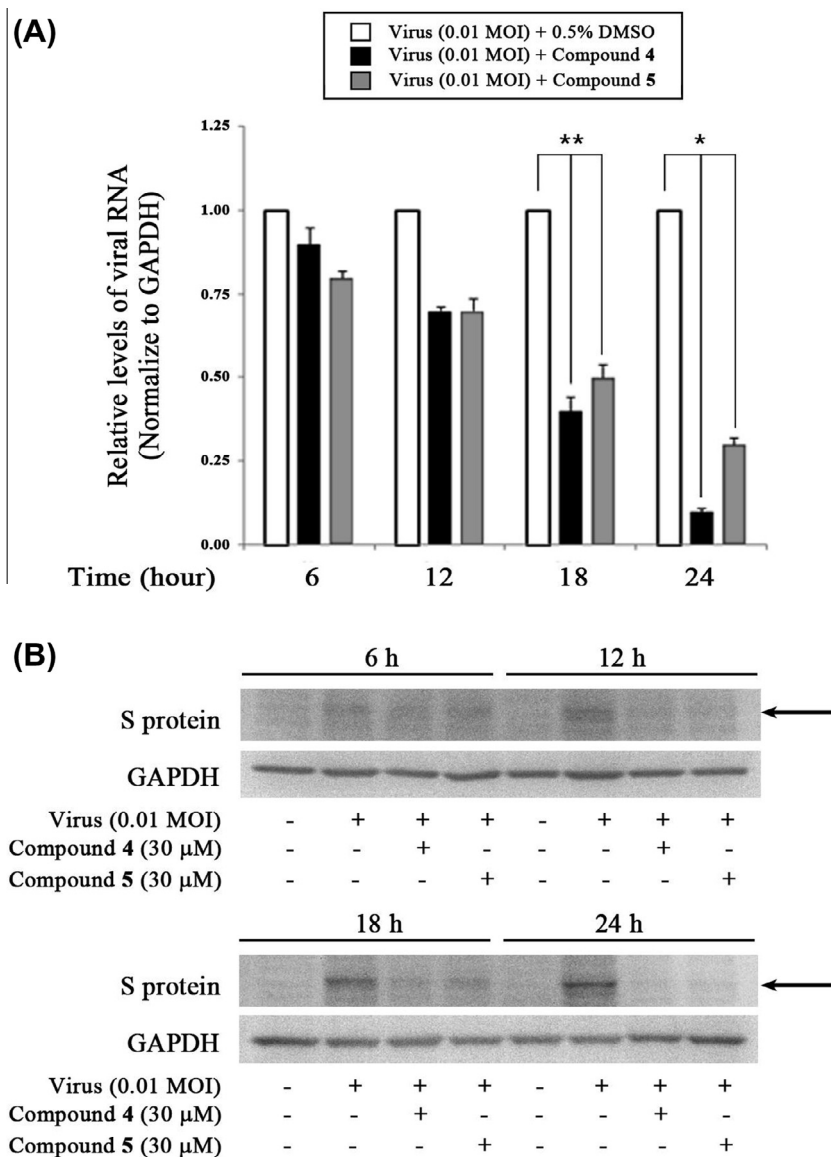 (A)
Virus (0.01 MOI) + 0.5% DMSO
Virus (0.01 MOI) + Compound 4
Virus (0.01 MOI) + Compound 5
Relative levels of viral RNA
(Normalize to GAPDH)
1.25
1.00
0.75
0.50
0.25
0.00
** *
Time (hour) 6 12 18 24
(B)
6 h 12 h
S protein
GAPDH
Virus (0.01 MOI) - + + + - + + +
Compound 4 (30 μM) - - + - - - + -
Compound 5 (30 μM) - - - + - - - +
18 h 24 h
S protein
GAPDH
Virus (0.01 MOI) - + + + - + + +
Compound 4 (30 μM) - - + - - - + -
Compound 5 (30 μM) - - - + - - - +